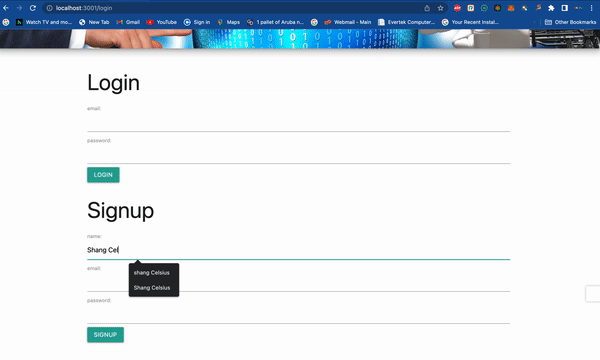 localhost:3001/login
Watch TV and mo... New Tab Gmail YouTube Sign in Maps 1 pallet of Aruba n... Webmail - Main Evertek Computer... Your Recent Instal... Other Bookmarks
Login
email:
password:
LOGIN
Signup
name:
Shang Cel
shang Celsius
email:
Shang Celsius
password:
SIGNUP